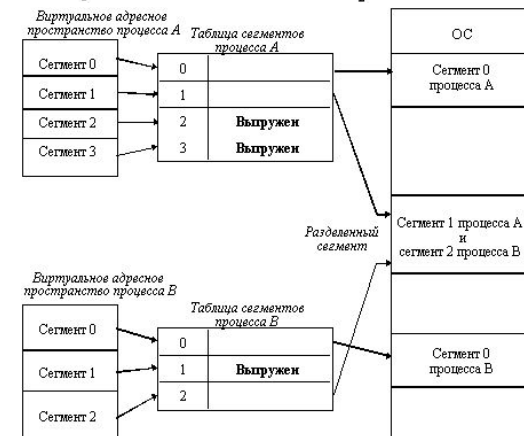 Виртуальное адресное
пространство процесса A
Сегмент 0
Сегмент 1
Сегмент 2
Сегмент 3
Таблица сегментов
процесса A
0
1
2 Выгружен
3 Выгружен
ОС
Сегмент 0
процесса A
Сегмент 1 процесса A
и
сегмент 2 процесса B
Разделенный
сегмент
Виртуальное адресное
пространство процесса B
Сегмент 0
Сегмент 1
Сегмент 2
Таблица сегментов
процесса B
0
1 Выгружен
2
Сегмент 0
процесса B